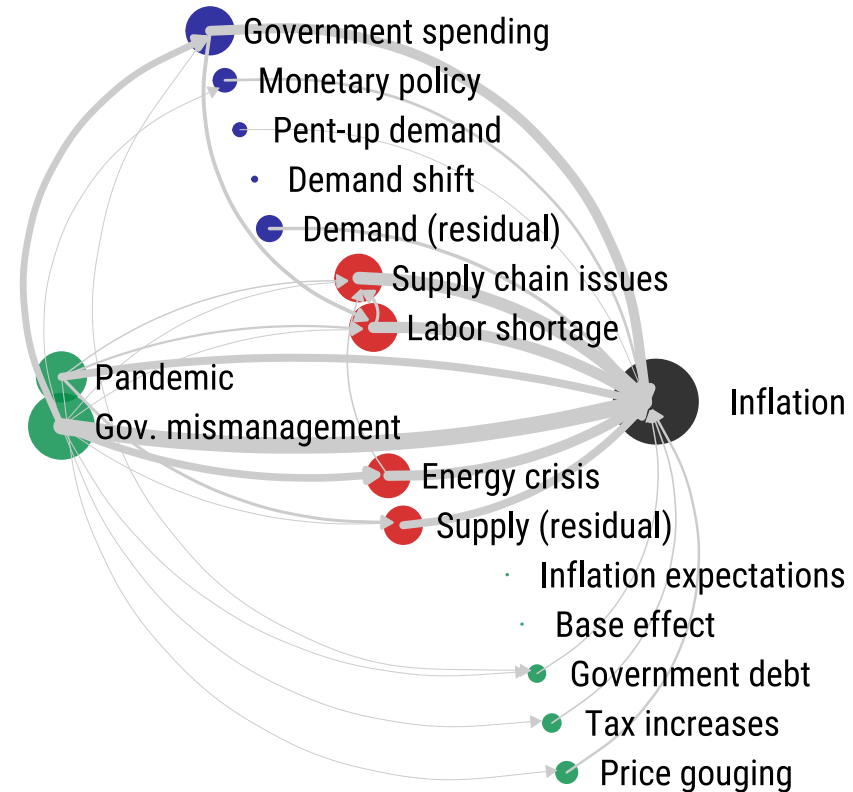 Government spending
Monetary policy
Pent-up demand
Demand shift
Demand (residual)
Supply chain issues
Labor shortage
Pandemic
Inflation
Gov. mismanagement
Energy crisis
Supply (residual)
Inflation expectations
Base effect
Government debt
Tax increases
Price gouging